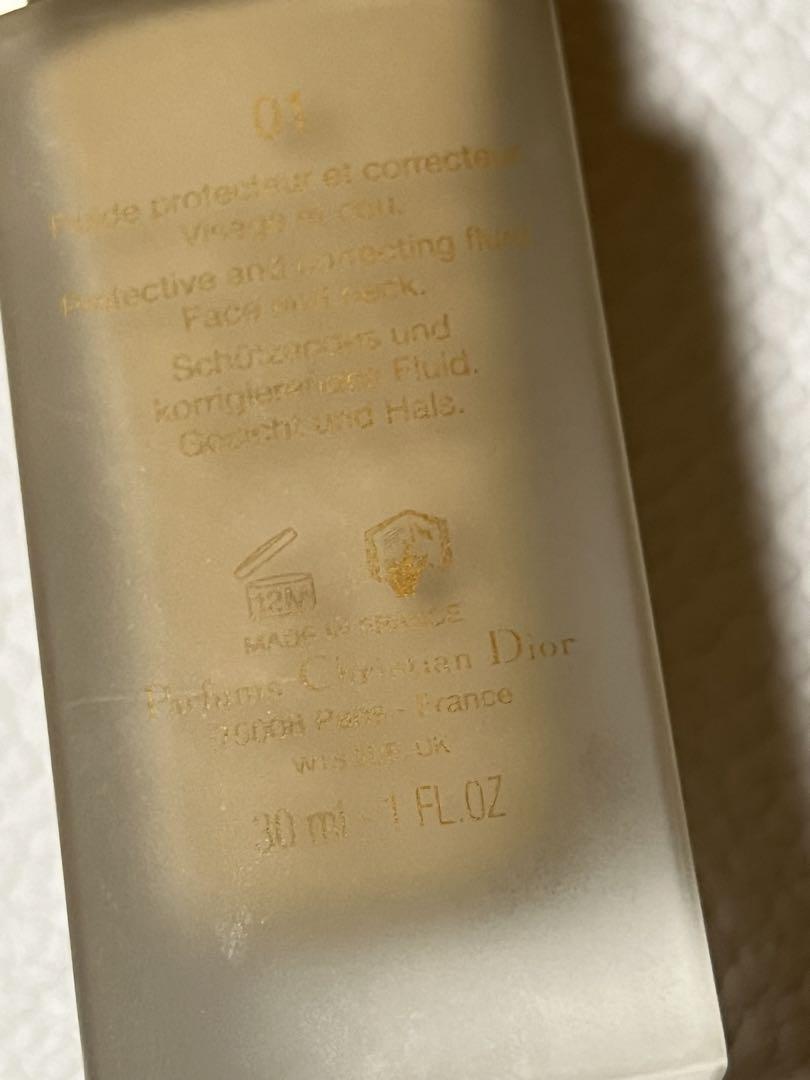 01
Fluide protecteur et correcteur
Visage et cou.
Protective and correcting fluid
Face and neck.
Schützendes und
korrigierendes Fluid.
Gesicht und Hals.
12M
MADE IN FRANCE
Parfums Christian Dior
75008 Paris - France
UK
30 ml - 1 FL.OZ